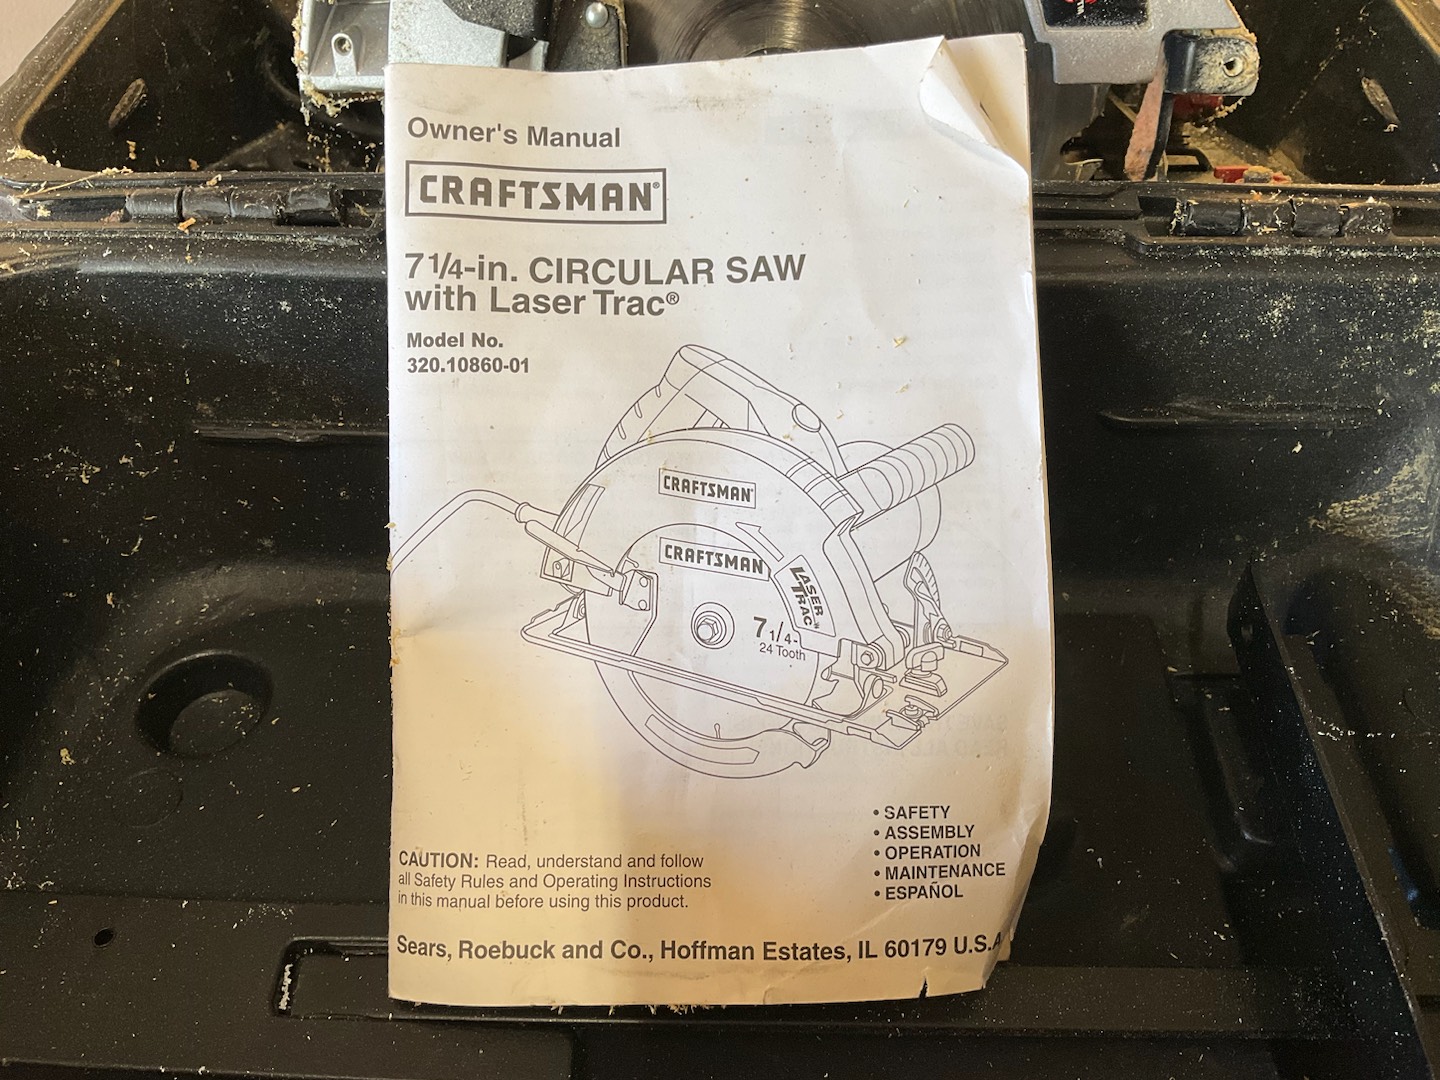 Owner's Manual
CRAFTSMAN®
7 1/4-in. CIRCULAR SAW
with Laser Trac®
Model No.
320.10860-01
CRAFTSMAN
CRAFTSMAN
LASER
TRAC
7 1/4-
24 Tooth
• SAFETY
• ASSEMBLY
• OPERATION
• MAINTENANCE
• ESPAÑOL
CAUTION: Read, understand and follow
all Safety Rules and Operating Instructions
in this manual before using this product.
Sears, Roebuck and Co., Hoffman Estates, IL 60179 U.S.A